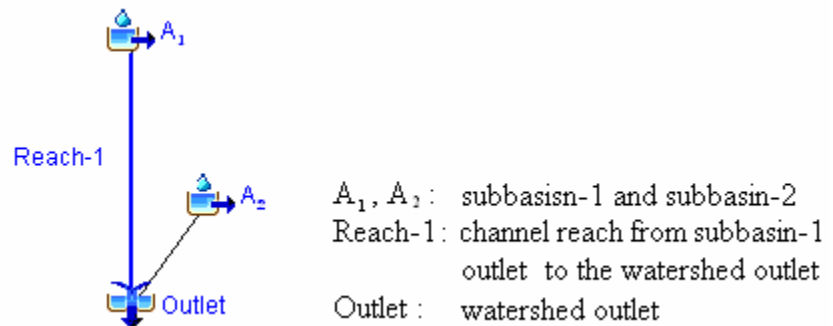 A₁
Reach-1
A₂
Outlet
A₁, A₂ : subbasisn-1 and subbasin-2
Reach-1 : channel reach from subbasin-1
outlet to the watershed outlet
Outlet : watershed outlet